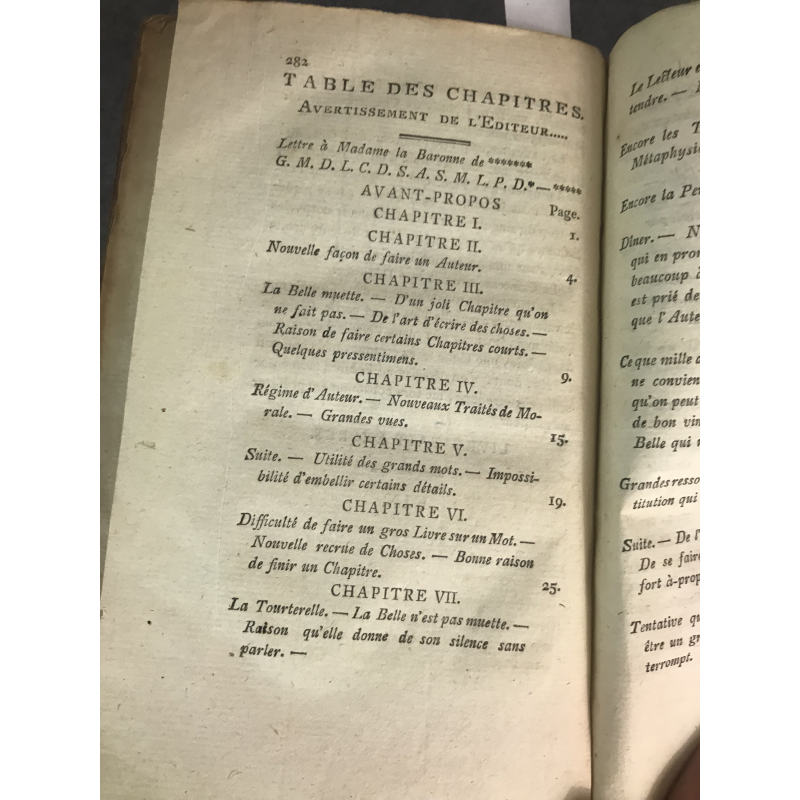 282
TABLE DES CHAPITRES.
AVERTISSEMENT DE L'EDITEUR.....
Lettre à Madame la Baronne de *******
G. M. D. L. C. D. S. A. S. M. L. P. D.* — *****
AVANT-PROPOS Page.
CHAPITRE I. 1.
CHAPITRE II.
Nouvelle façon de faire un Auteur. 4.
CHAPITRE III.
La Belle muette. — D'un joli Chapitre qu'on
ne fait pas. — De l'art d'écrire des choses. —
Raison de faire certains Chapitres courts. —
Quelques pressentimens. 9.
CHAPITRE IV.
Régime d'Auteur. — Nouveaux Traités de Mo-
rale. — Grandes vues. 15.
CHAPITRE V.
Suite. — Utilité des grands mots. — Impossi-
bilité d'embellir certains détails. 19.
CHAPITRE VI.
Difficulté de faire un gros Livre sur un Mot. —
Nouvelle recrue de Choses. — Bonne raison
de finir un Chapitre. 25.
CHAPITRE VII.
La Tourterelle. — La Belle n'est pas muette. —
Raison qu'elle donne de son silence sans
parler. —
Le Lecteur
tendre. —
Encore les
Métaphysi
Encore la
Dîner. —
qui en
beaucoup
est prié de
que l'Aute
Ce que mille
ne convien
qu'on peut
de bon
Belle qui
Grandes resso
titution qui
Suite. — De
De se
fort à-prop
Tentative
être un
terrompt.